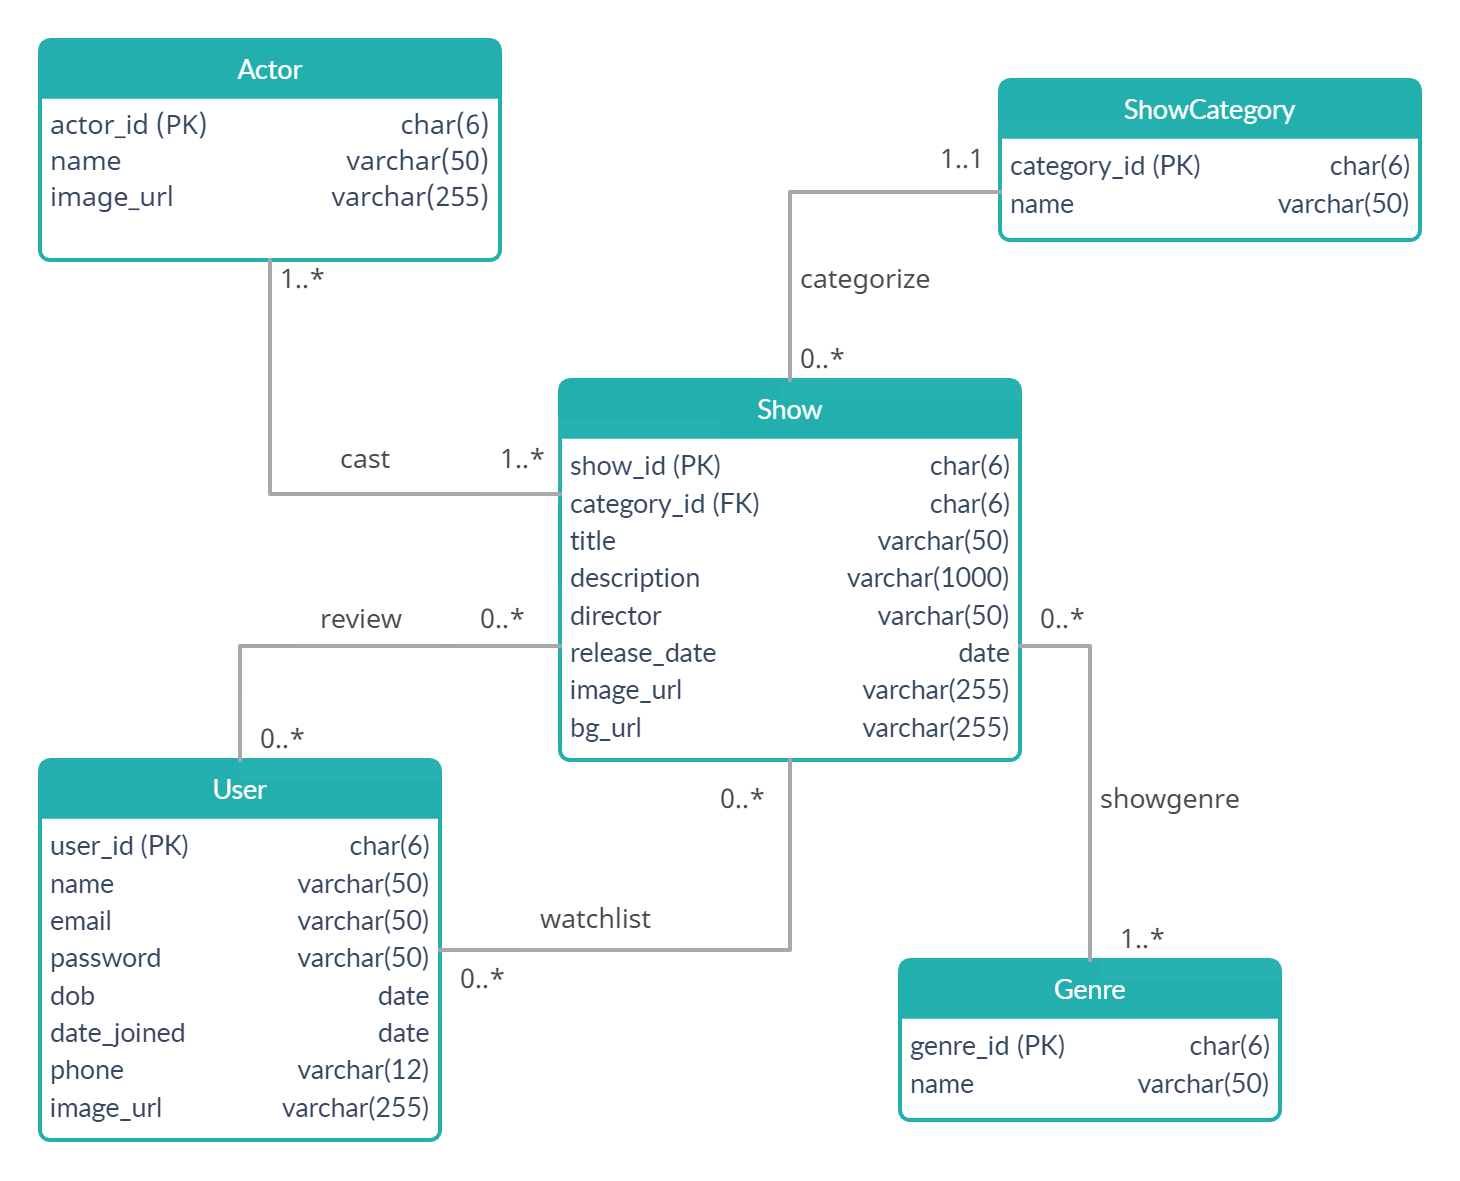 Actor
actor_id (PK) char(6)
name varchar(50)
image_url varchar(255)
1..*
ShowCategory
category_id (PK) char(6)
name varchar(50)
1..1
categorize
0..*
cast
1..*
Show
show_id (PK) char(6)
category_id (FK) char(6)
title varchar(50)
description varchar(1000)
director varchar(50)
release_date date
image_url varchar(255)
bg_url varchar(255)
review
0..*
0..*
0..*
0..*
User
user_id (PK) char(6)
name varchar(50)
email varchar(50)
password varchar(50)
dob date
date_joined date
phone varchar(12)
image_url varchar(255)
watchlist
0..*
showgenre
1..*
Genre
genre_id (PK) char(6)
name varchar(50)